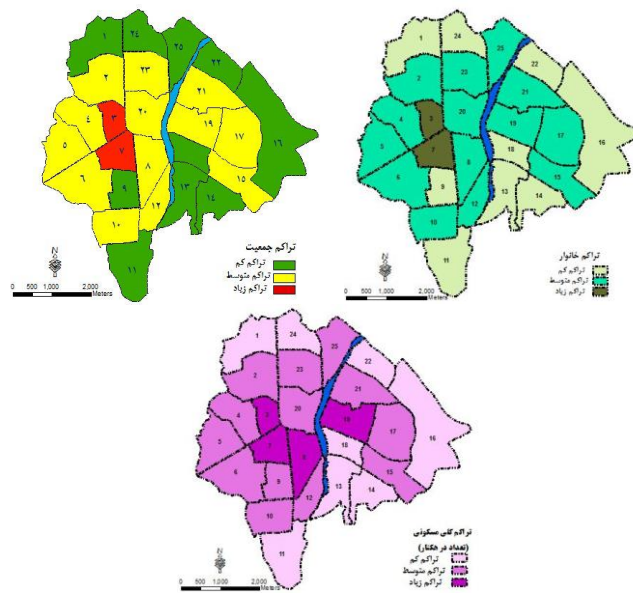 ۱ ۲۴ ۲۵
۲۲
۲ ۲۳
۲۱
۴ ۳ ۲۰ ۱۹ ۱۷
۵ ۷ ۸ ۱۶
۶ ۹ ۱۵
۱۲ ۱۳ ۱۴
۱۰
۱۱
تراکم جمعیت
تراکم کم
تراکم متوسط
تراکم زیاد
N
0 500 1,000 2,000
Meters
1 24 25
22
2 23
21
4 20 19 17
16
5 8 18
6 9 15
12 13 14
10
11
تراکم خانوار
تراکم کم
تراکم متوسط
تراکم زیاد
N
0 500 1,000 2,000
Meters
1 24 25
22
2 23
21
4 20 17
16
5 7 18
6 9 15
12 13 14
10
11
تراکم کلی مسکونی
(تعداد در هکتار)
تراکم کم
تراکم متوسط
تراکم زیاد
N
0 500 1,000 2,000
Meters